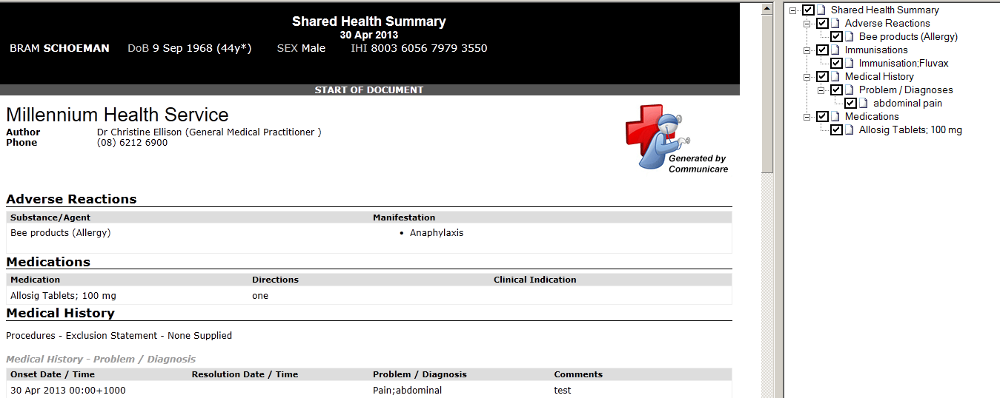 Shared Health Summary
30 Apr 2013
BRAM SCHOEMAN DoB 9 Sep 1968 (44y*) SEX Male IHI 8003 6056 7979 3550
START OF DOCUMENT
Millennium Health Service
Author Dr Christine Ellison (General Medical Practitioner )
Phone (08) 6212 6900
Generated by
Communicare
Adverse Reactions
Substance/Agent Manifestation
Bee products (Allergy) • Anaphylaxis
Medications
Medication Directions Clinical Indication
Allosig Tablets; 100 mg one
Medical History
Procedures - Exclusion Statement - None Supplied
Medical History - Problem / Diagnosis
Onset Date / Time Resolution Date / Time Problem / Diagnosis Comments
30 Apr 2013 00:00+1000 Pain;abdominal test
Shared Health Summary
Adverse Reactions
Bee products (Allergy)
Immunisations
Immunisation;Fluvax
Medical History
Problem / Diagnoses
abdominal pain
Medications
Allosig Tablets; 100 mg